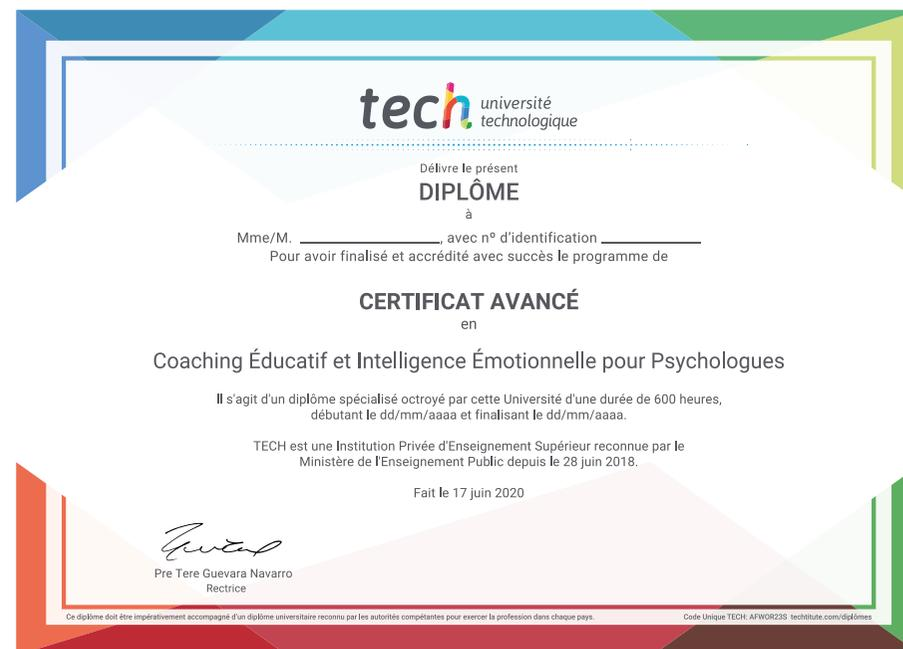 tech université
technologique
Délivre le présent
DIPLÔME
à
Mme/M. ____________, avec nº d'identification ____________
Pour avoir finalisé et accrédité avec succès le programme de
CERTIFICAT AVANCÉ
en
Coaching Éducatif et Intelligence Émotionnelle pour Psychologues
Il s'agit d'un diplôme spécialisé octroyé par cette Université d'une durée de 600 heures,
débutant le dd/mm/aaaa et finalisant le dd/mm/aaaa.
TECH est une Institution Privée d'Enseignement Supérieur reconnue par le
Ministère de l'Enseignement Public depuis le 28 juin 2018.
Fait le 17 juin 2020
Pre Tere Guevara Navarro
Rectrice
Ce diplôme doit être impérativement accompagné d'un diplôme universitaire reconnu par les autorités compétantes pour exercer la profession dans chaque pays. Code Unique TECH: AFWOR23S techtitute.com/diplômes